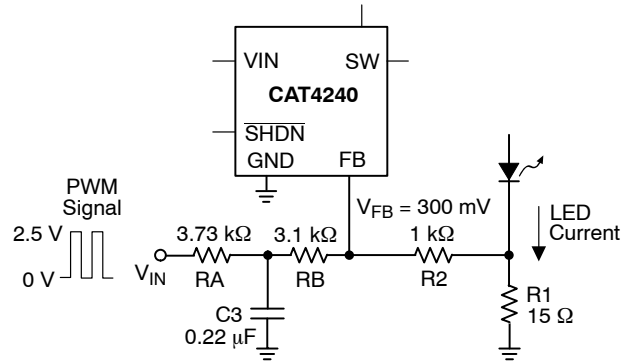 VIN SW
CAT4240
SHDN
GND FB
PWM
Signal
2.5 V
0 V
VIN
3.73 kΩ
RA
C3
0.22 μF
3.1 kΩ
RB
VFB = 300 mV
1 kΩ
R2
LED
Current
R1
15 Ω